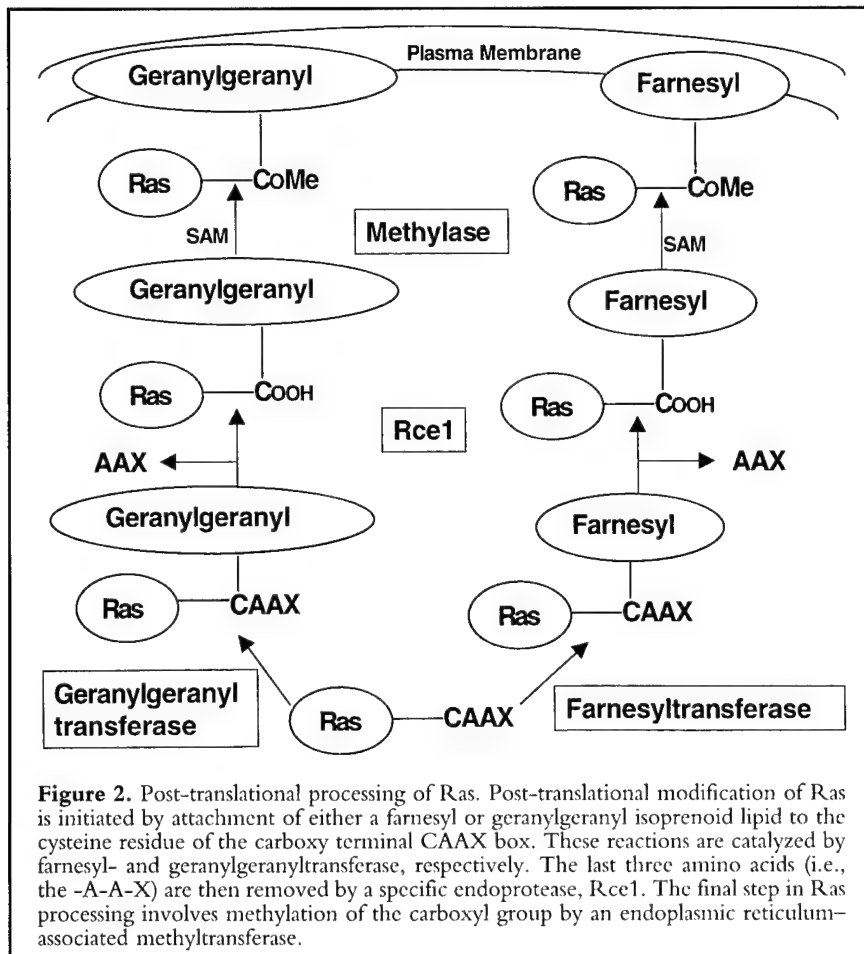 Plasma Membrane
Geranylgeranyl Farnesyl
Ras CoMe Ras CoMe
SAM Methylase SAM
Geranylgeranyl Farnesyl
Ras COOH Ras COOH
Rce1
AAX AAX
Geranylgeranyl Farnesyl
Ras CAAX Ras CAAX
Geranylgeranyl
transferase
Ras CAAX
Farnesyltransferase
Figure 2. Post-translational processing of Ras. Post-translational modification of Ras
is initiated by attachment of either a farnesyl or geranylgeranyl isoprenoid lipid to the
cysteine residue of the carboxy terminal CAAX box. These reactions are catalyzed by
farnesyl- and geranylgeranyltransferase, respectively. The last three amino acids (i.e.,
the -A-A-X) are then removed by a specific endoprotease, Rce1. The final step in Ras
processing involves methylation of the carboxyl group by an endoplasmic reticulum–
associated methyltransferase.